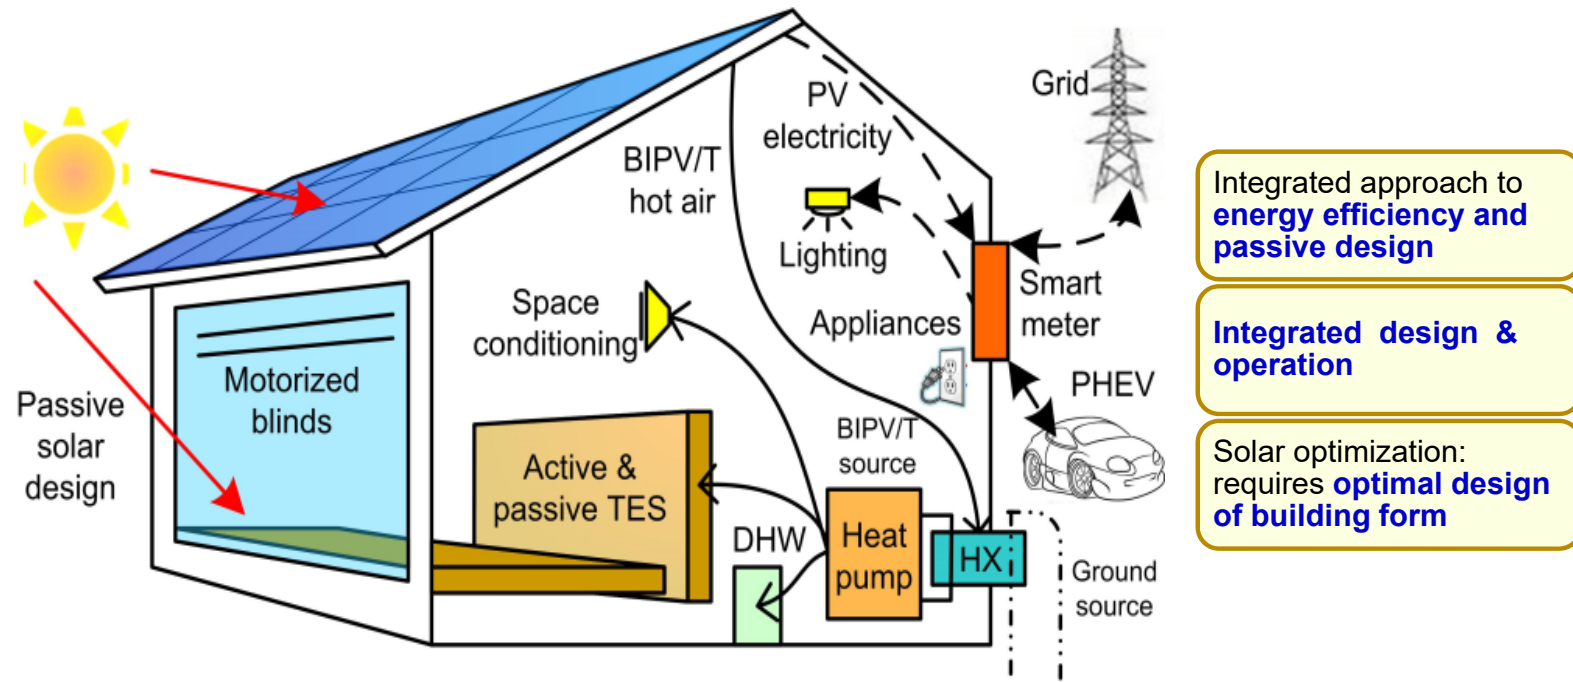 PV
electricity
Grid
BIPV/T
hot air
Lighting
Smart
meter
Space
conditioning
Appliances
Motorized
blinds
Passive
solar
design
PHEV
BIPV/T
source
Active &
passive TES
DHW
Heat
pump
HX
Ground
source
Integrated approach to
energy efficiency and
passive design
Integrated design &
operation
Solar optimization:
requires optimal design
of building form